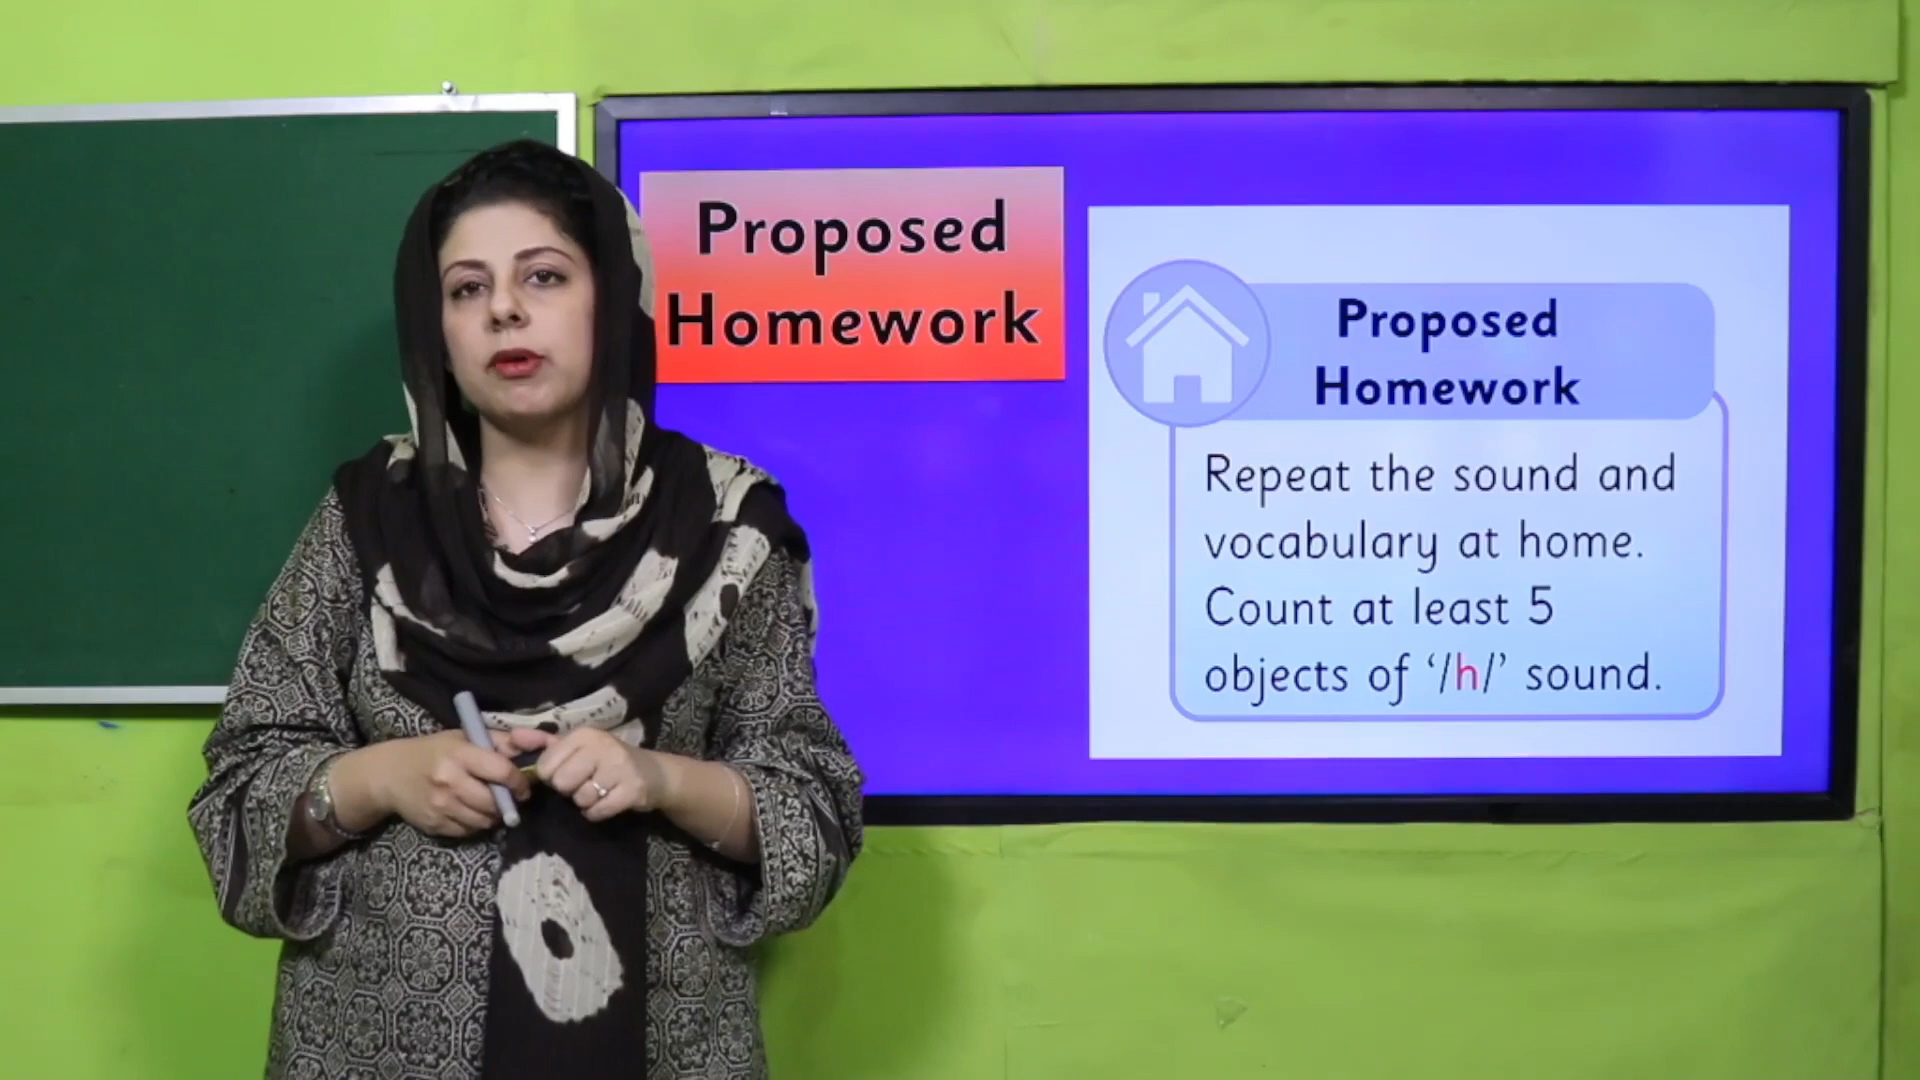 Proposed
Homework
Proposed
Homework
Repeat the sound and
vocabulary at home.
Count at least 5
objects of ‘/h/’ sound.